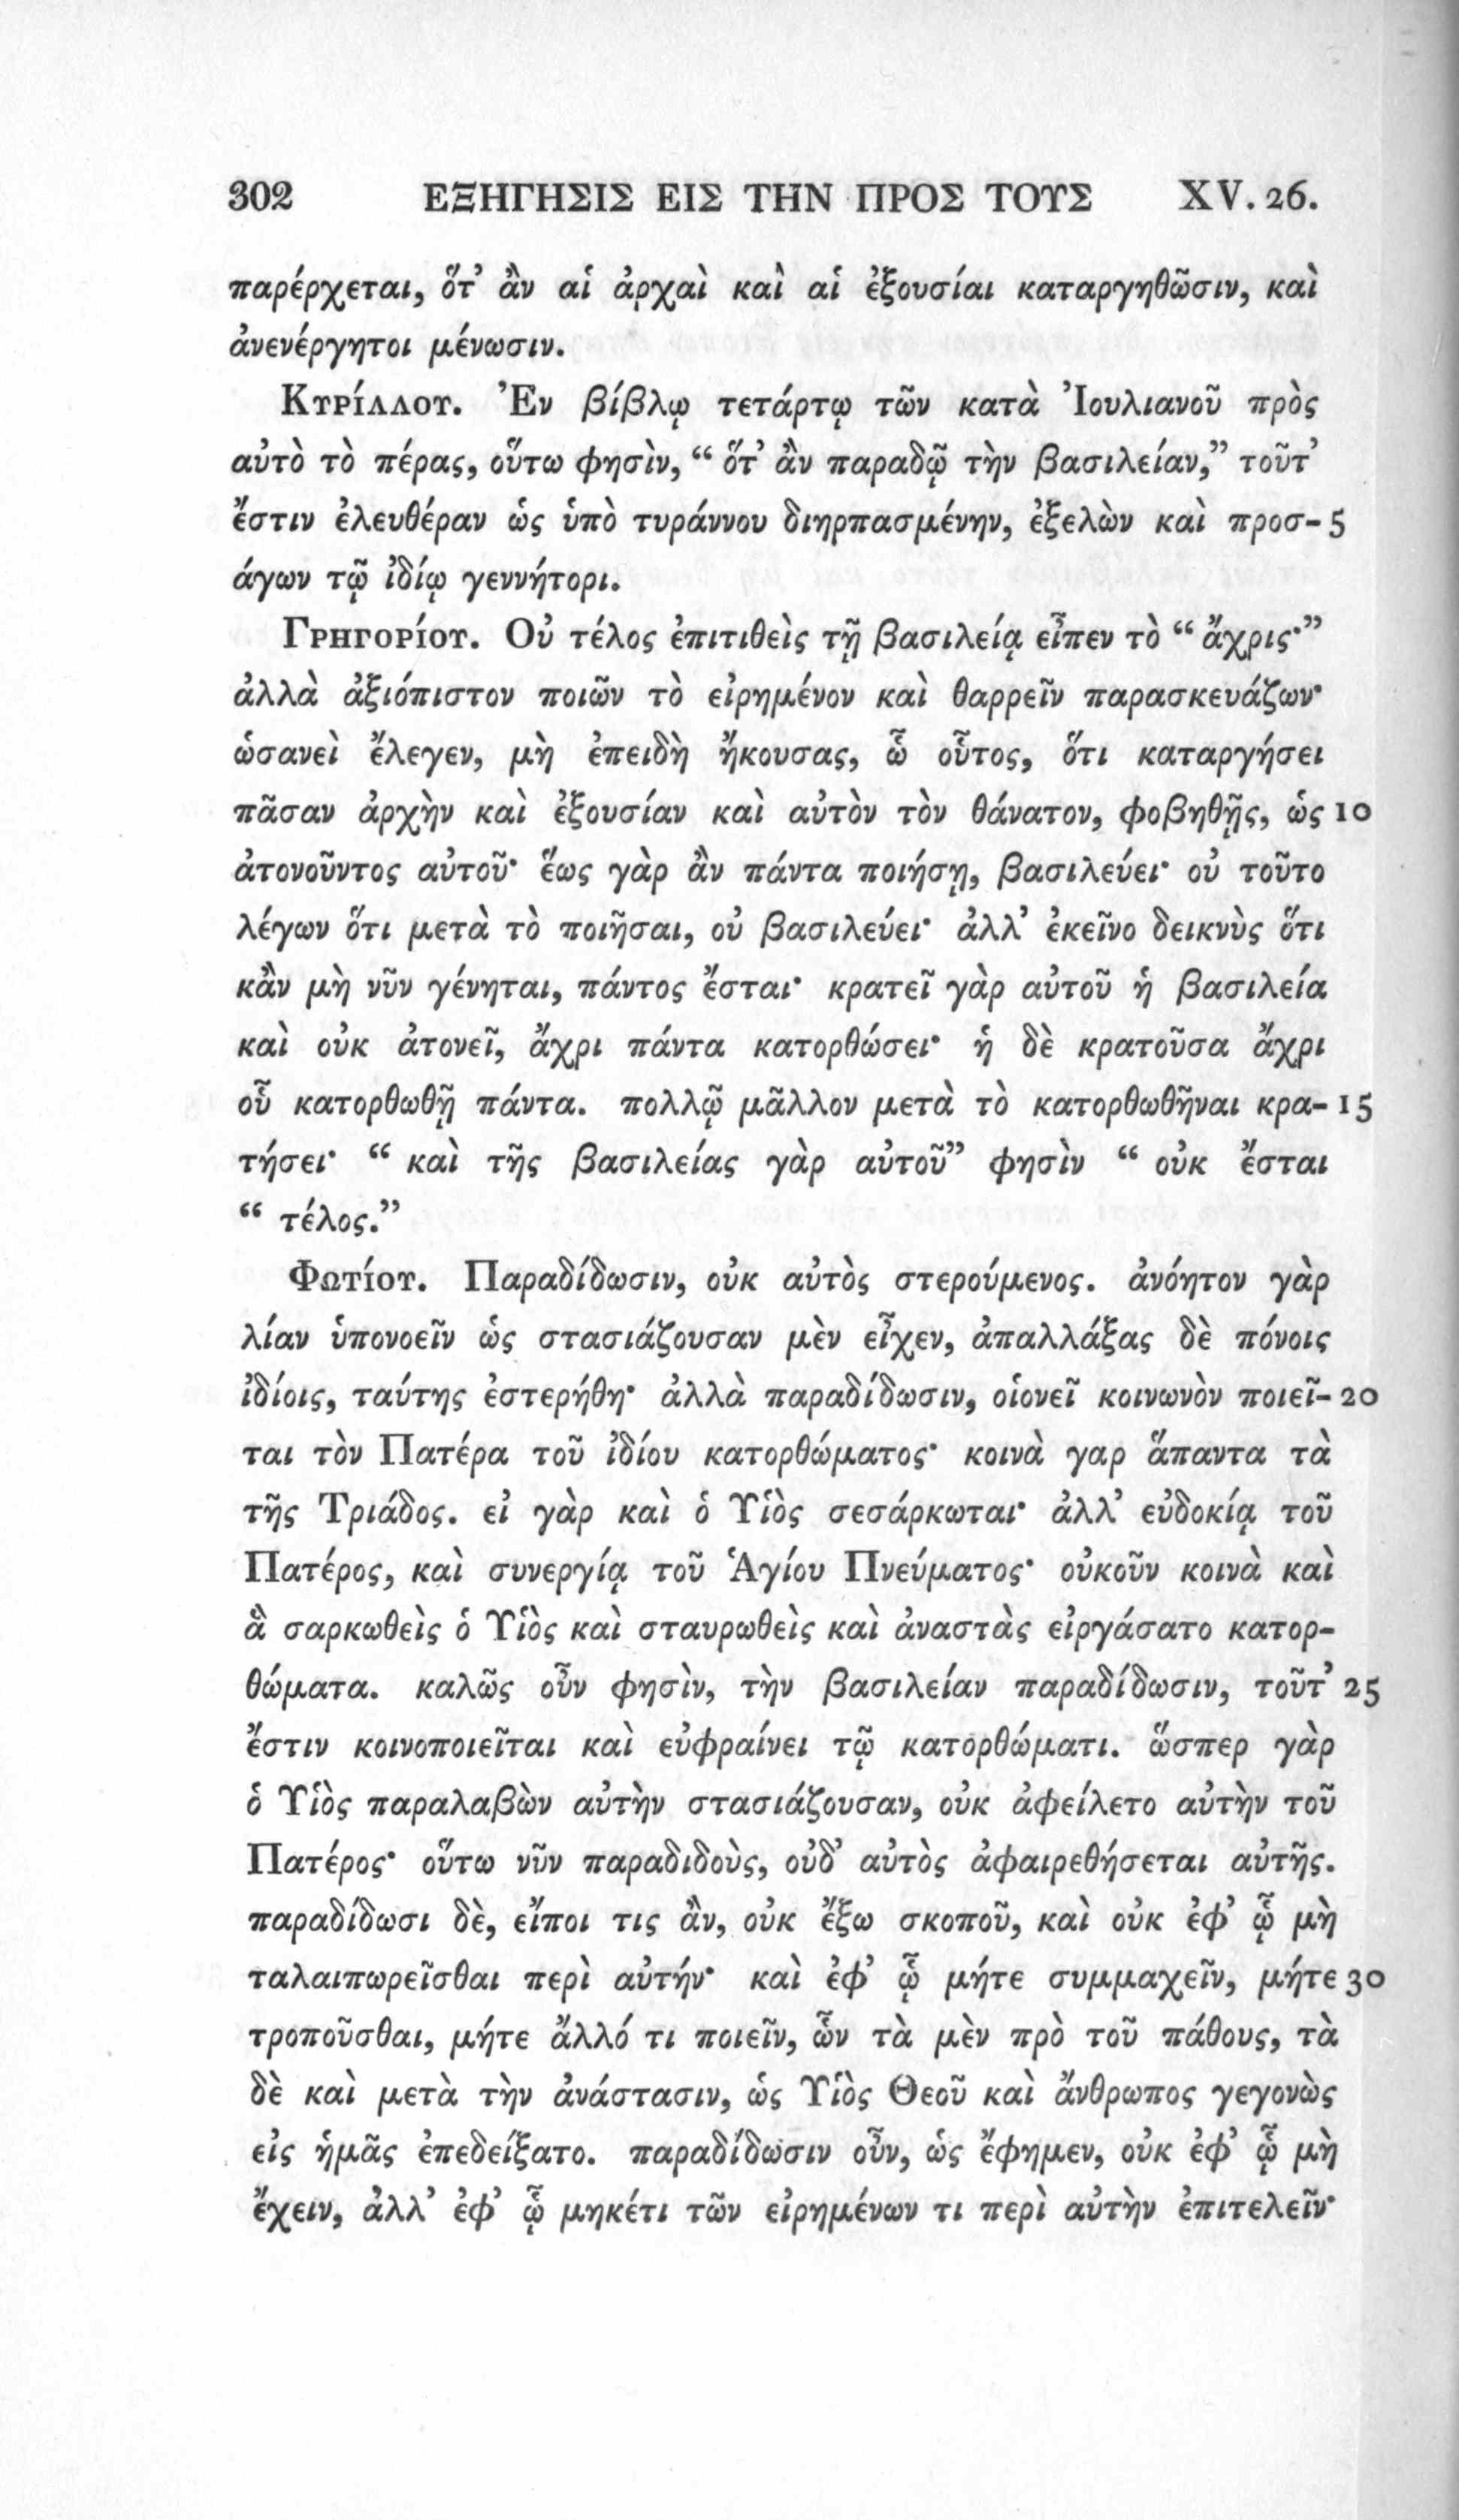 302 ΕΞΗΓΗΣΙΣ ΕΙΣ ΤΗΝ ΠΡΟΣ ΤΟΥΣ XV. 26.
παρέρχεται, ὅτ’ ἂν αἱ ἀρχαὶ καὶ αἱ ἐξουσίαι καταργηθῶσιν, καὶ
ἀνενέργητοι μένωσιν.
Κυρίλλου. Ἐν βίβλῳ τετάρτῳ τῶν κατὰ Ἰουλιανοῦ πρὸς
αὐτὸ τὸ πέρας, οὕτω φησὶν, “ ὅτ’ ἂν παραδῷ τὴν βασιλείαν,” τοῦτ’
ἔστιν ἐλευθέραν ὡς ὑπὸ τυράννου διηρπασμένην, ἐξελὼν καὶ προσ- 5
άγων τῷ ἰδίῳ γεννήτορι.
Γρηγορίου. Οὐ τέλος ἐπιτιθεὶς τῇ βασιλείᾳ εἶπεν τὸ “ ἄχρις·”
ἀλλὰ ἀξιόπιστον ποιῶν τὸ εἰρημένον καὶ θαρρεῖν παρασκευάζων·
ὡσανεὶ ἔλεγεν, μὴ ἐπειδὴ ἤκουσας, ὦ οὗτος, ὅτι καταργήσει
πᾶσαν ἀρχὴν καὶ ἐξουσίαν καὶ αὐτὸν τὸν θάνατον, φοβηθῇς, ὡς 10
ἀτονοῦντος αὐτοῦ· ἕως γὰρ ἂν πάντα ποιήσῃ, βασιλεύει· οὐ τοῦτο
λέγων ὅτι μετὰ τὸ ποιῆσαι, οὐ βασιλεύει· ἀλλ’ ἐκεῖνο δεικνὺς ὅτι
κἂν μὴ νῦν γένηται, πάντος ἔσται· κρατεῖ γὰρ αὐτοῦ ἡ βασιλεία
καὶ οὐκ ἀτονεῖ, ἄχρι πάντα κατορθώσει· ἡ δὲ κρατοῦσα ἄχρι
οὗ κατορθωθῇ πάντα. πολλῷ μᾶλλον μετὰ τὸ κατορθωθῆναι κρα- 15
τήσει· “ καὶ τῆς βασιλείας γὰρ αὐτοῦ” φησὶν “ οὐκ ἔσται
“ τέλος.”
Φωτίου. Παραδίδωσιν, οὐκ αὐτὸς στερούμενος. ἀνόητον γὰρ
λίαν ὑπονοεῖν ὡς στασιάζουσαν μὲν εἶχεν, ἀπαλλάξας δὲ πόνοις
ἰδίοις, ταύτης ἐστερήθη· ἀλλὰ παραδίδωσιν, οἱονεῖ κοινωνὸν ποιεῖ- 20
ται τὸν Πατέρα τοῦ ἰδίου κατορθώματος· κοινὰ γαρ ἅπαντα τὰ
τῆς Τριάδος. εἰ γὰρ καὶ ὁ Υἱὸς σεσάρκωται· ἀλλ’ εὐδοκίᾳ τοῦ
Πατέρος, καὶ συνεργίᾳ τοῦ Ἁγίου Πνεύματος· οὐκοῦν κοινὰ καὶ
ἃ σαρκωθεὶς ὁ Υἱὸς καὶ σταυρωθεὶς καὶ ἀναστὰς εἰργάσατο κατορ-
θώματα. καλῶς οὖν φησὶν, τὴν βασιλείαν παραδίδωσιν, τοῦτ’ 25
ἔστιν κοινοποιεῖται καὶ εὐφραίνει τῷ κατορθώματι. ὥσπερ γὰρ
ὁ Υἱὸς παραλαβὼν αὐτὴν στασιάζουσαν, οὐκ ἀφείλετο αὐτὴν τοῦ
Πατέρος· οὕτω νῦν παραδιδοὺς, οὐδ’ αὐτὸς ἀφαιρεθήσεται αὐτῆς.
παραδίδωσι δὲ, εἴποι τις ἂν, οὐκ ἔξω σκοποῦ, καὶ οὐκ ἐφ’ ᾧ μὴ
ταλαιπωρεῖσθαι περὶ αὐτήν· καὶ ἐφ’ ᾧ μήτε συμμαχεῖν, μήτε 30
τροποῦσθαι, μήτε ἄλλό τι ποιεῖν, ὧν τὰ μὲν πρὸ τοῦ πάθους, τὰ
δὲ καὶ μετὰ τὴν ἀνάστασιν, ὡς Υἱὸς Θεοῦ καὶ ἄνθρωπος γεγονὼς
εἰς ἡμᾶς ἐπεδείξατο. παραδίδωσιν οὖν, ὡς ἔφημεν, οὐκ ἐφ’ ᾧ μὴ
ἔχειν, ἀλλ’ ἐφ’ ᾧ μηκέτι τῶν εἰρημένων τι περὶ αὐτὴν ἐπιτελεῖν·